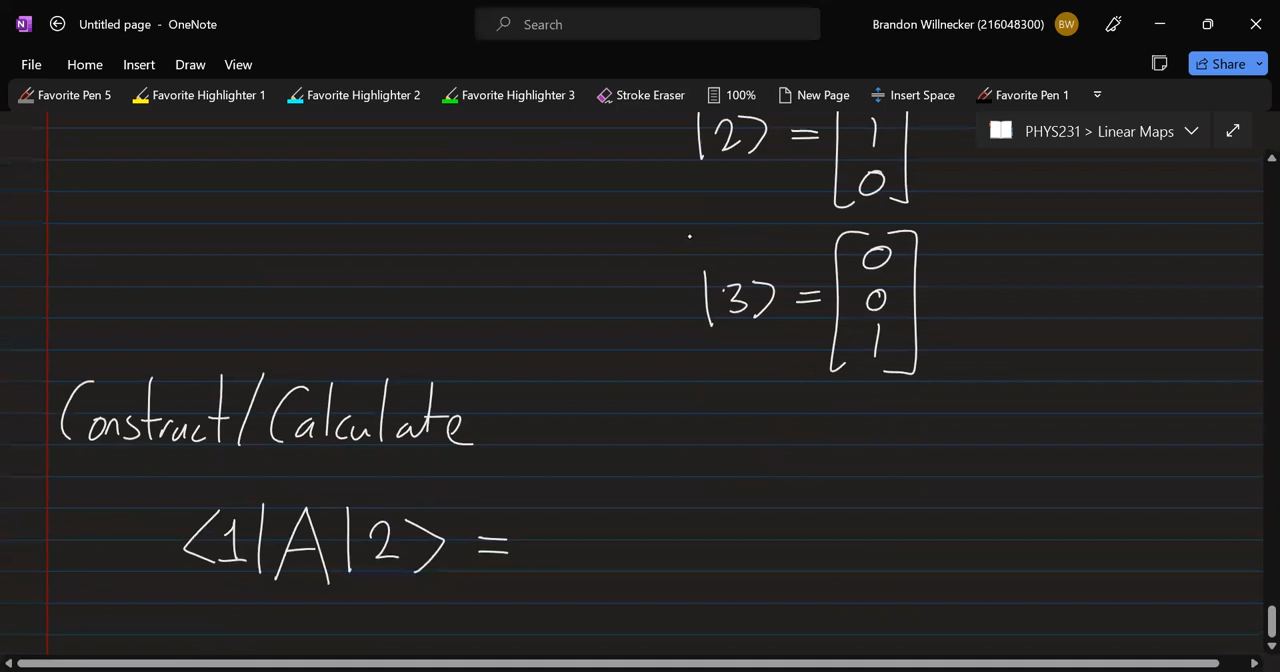 Untitled page - OneNote
Search
Brandon Willnecker (216048300)
BW
File Home Insert Draw View
Share
Favorite Pen 5 Favorite Highlighter 1 Favorite Highlighter 2 Favorite Highlighter 3 Stroke Eraser 100% New Page Insert Space Favorite Pen 1
PHYS231 > Linear Maps
|2⟩ = [
1
0
]
|3⟩ = [
0
0
1
]
Construct/Calculate
<1|A|2> =